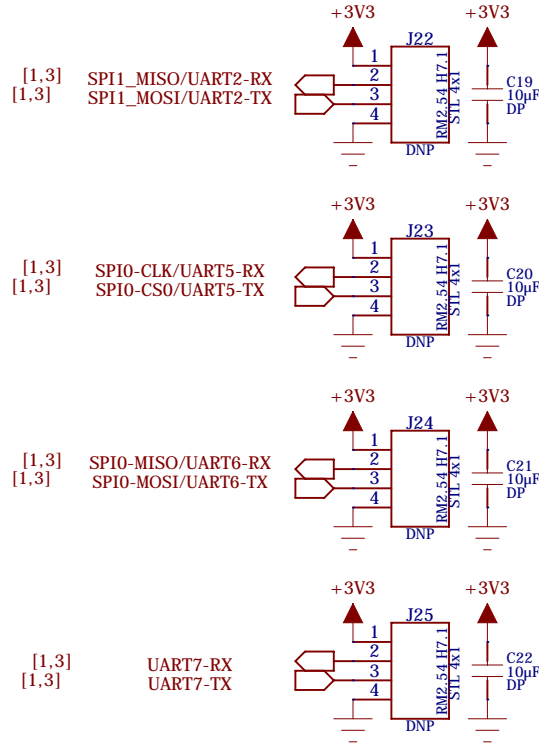 +3V3 +3V3
J22
1
[1,3] SPI1_MISO/UART2-RX 2
[1,3] SPI1_MOSI/UART2-TX 3
4
RM2.54 H7.1
STL 4x1
DNP
C19
10µF
DP
+3V3 +3V3
J23
1
[1,3] SPI0-CLK/UART5-RX 2
[1,3] SPI0-CS0/UART5-TX 3
4
RM2.54 H7.1
STL 4x1
DNP
C20
10µF
DP
+3V3 +3V3
J24
1
[1,3] SPI0-MISO/UART6-RX 2
[1,3] SPI0-MOSI/UART6-TX 3
4
RM2.54 H7.1
STL 4x1
DNP
C21
10µF
DP
+3V3 +3V3
J25
1
[1,3] UART7-RX 2
[1,3] UART7-TX 3
4
RM2.54 H7.1
STL 4x1
DNP
C22
10µF
DP